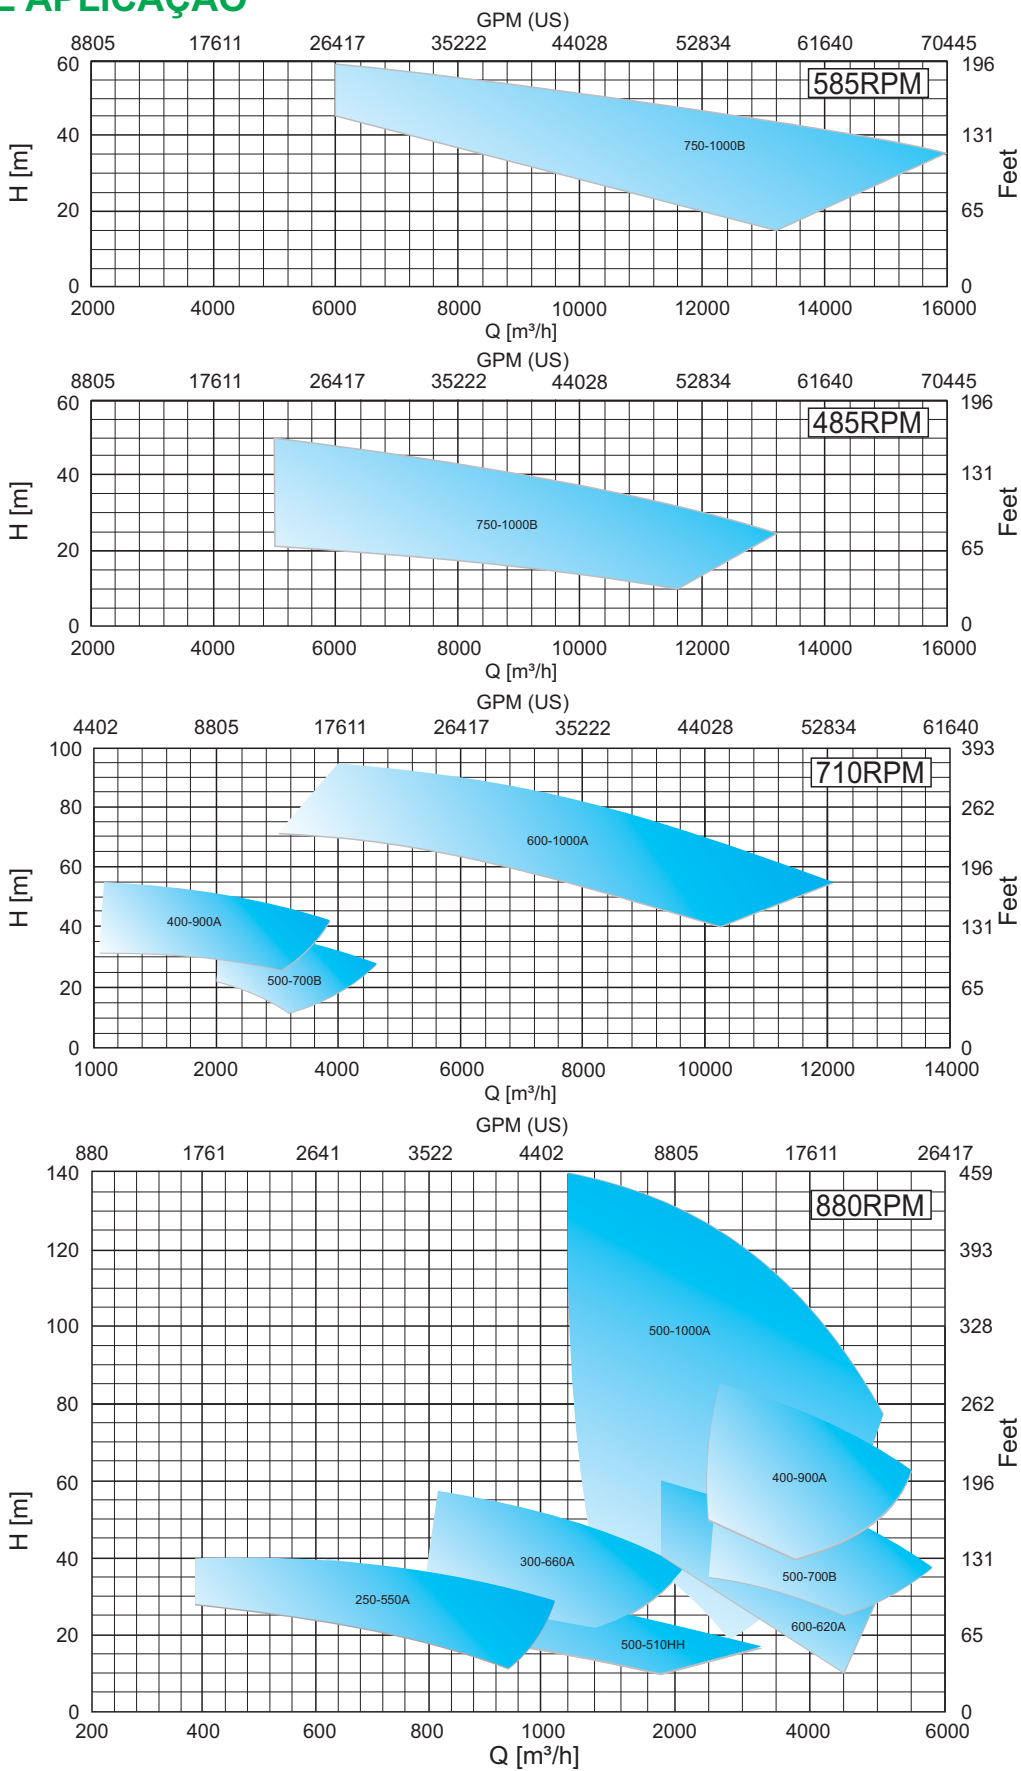 E APLICAÇÃO
GPM (US)
8805 17611 26417 35222 44028 52834 61640 70445
60 196
585RPM
750-1000B
40 131
H [m] Feet
20 65
0 0
2000 4000 6000 8000 10000 12000 14000 16000
Q [m³/h]
GPM (US)
8805 17611 26417 35222 44028 52834 61640 70445
60 196
485RPM
40 131
H [m] Feet
750-1000B
20 65
0 0
2000 4000 6000 8000 10000 12000 14000 16000
Q [m³/h]
GPM (US)
4402 8805 17611 26417 35222 44028 52834 61640
100 393
710RPM
80 262
600-1000A
60 196
H [m] Feet
400-900A
40 131
500-700B
20 65
0 0
1000 2000 4000 6000 8000 10000 12000 14000
Q [m³/h]
GPM (US)
880 1761 2641 3522 4402 8805 17611 26417
140 459
880RPM
120 393
100 328
500-1000A
80 262
Feet
400-900A
60 196
H [m]
40 131
300-660A
500-700B
250-550A
600-620A
20 65
500-510HH
0 0
200 400 600 800 1000 2000 4000 6000
Q [m³/h]